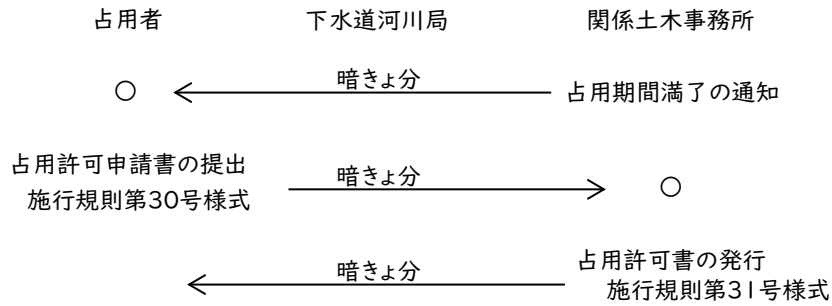 占用者 下水道河川局 関係土木事務所
暗きょ分
○ 占用期間満了の通知
占用許可申請書の提出
施行規則第30号様式
暗きょ分
○
暗きょ分
占用許可書の発行
施行規則第31号様式